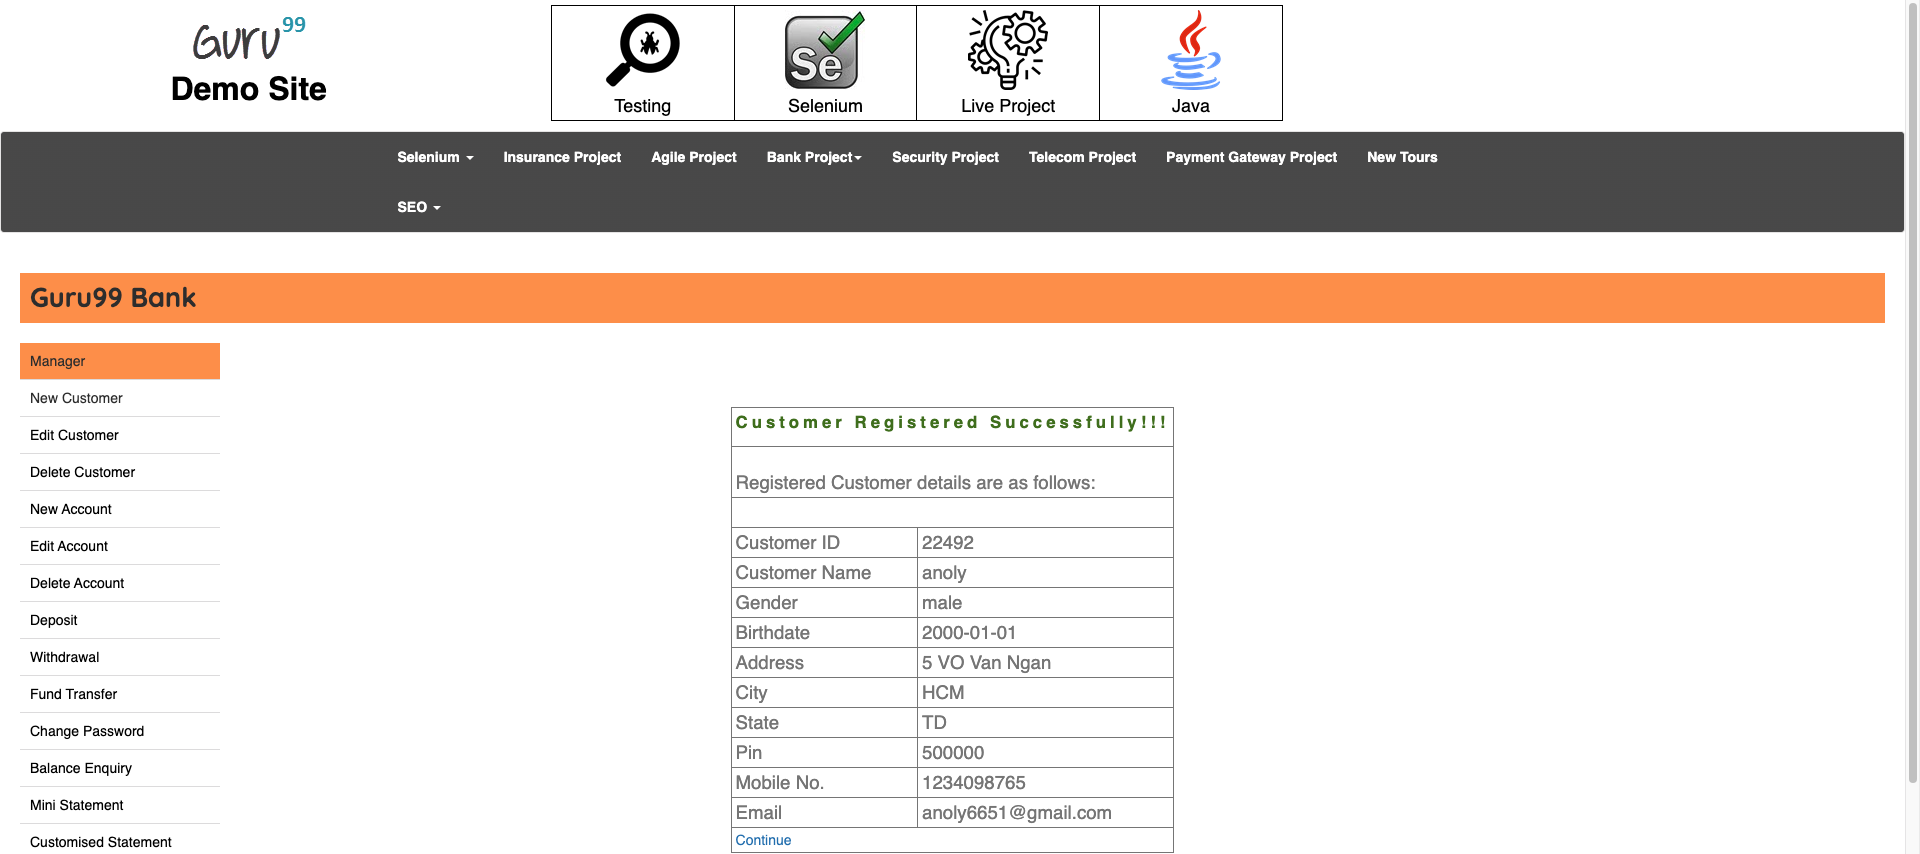 Guru99
Demo Site
Se
Testing
Selenium
Live Project
Java
Selenium
Insurance Project
Agile Project
Bank Project
Security Project
Telecom Project
Payment Gateway Project
New Tours
SEO
Guru99 Bank
Manager
New Customer
Edit Customer
Delete Customer
New Account
Edit Account
Delete Account
Deposit
Withdrawal
Fund Transfer
Change Password
Balance Enquiry
Mini Statement
Customised Statement
Customer Registered Successfully!!!
Registered Customer details are as follows:
Customer ID 22492
Customer Name anoly
Gender male
Birthdate 2000-01-01
Address 5 VO Van Ngan
City HCM
State TD
Pin 500000
Mobile No. 1234098765
Email anoly6651@gmail.com
Continue